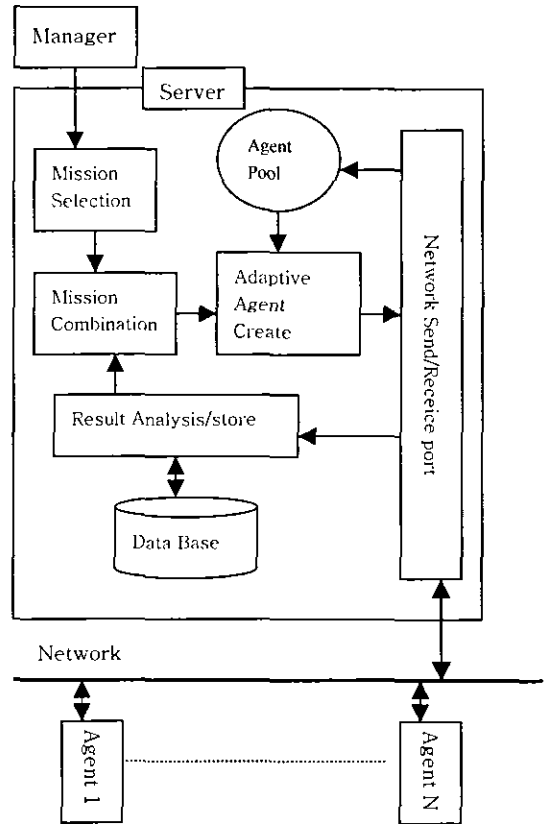 Manager
Server
Mission
Selection
Agent
Pool
Mission
Combination
Adaptive
Agent
Create
Network Send/Receice port
Result Analysis/store
Data Base
Network
Agent 1
Agent N